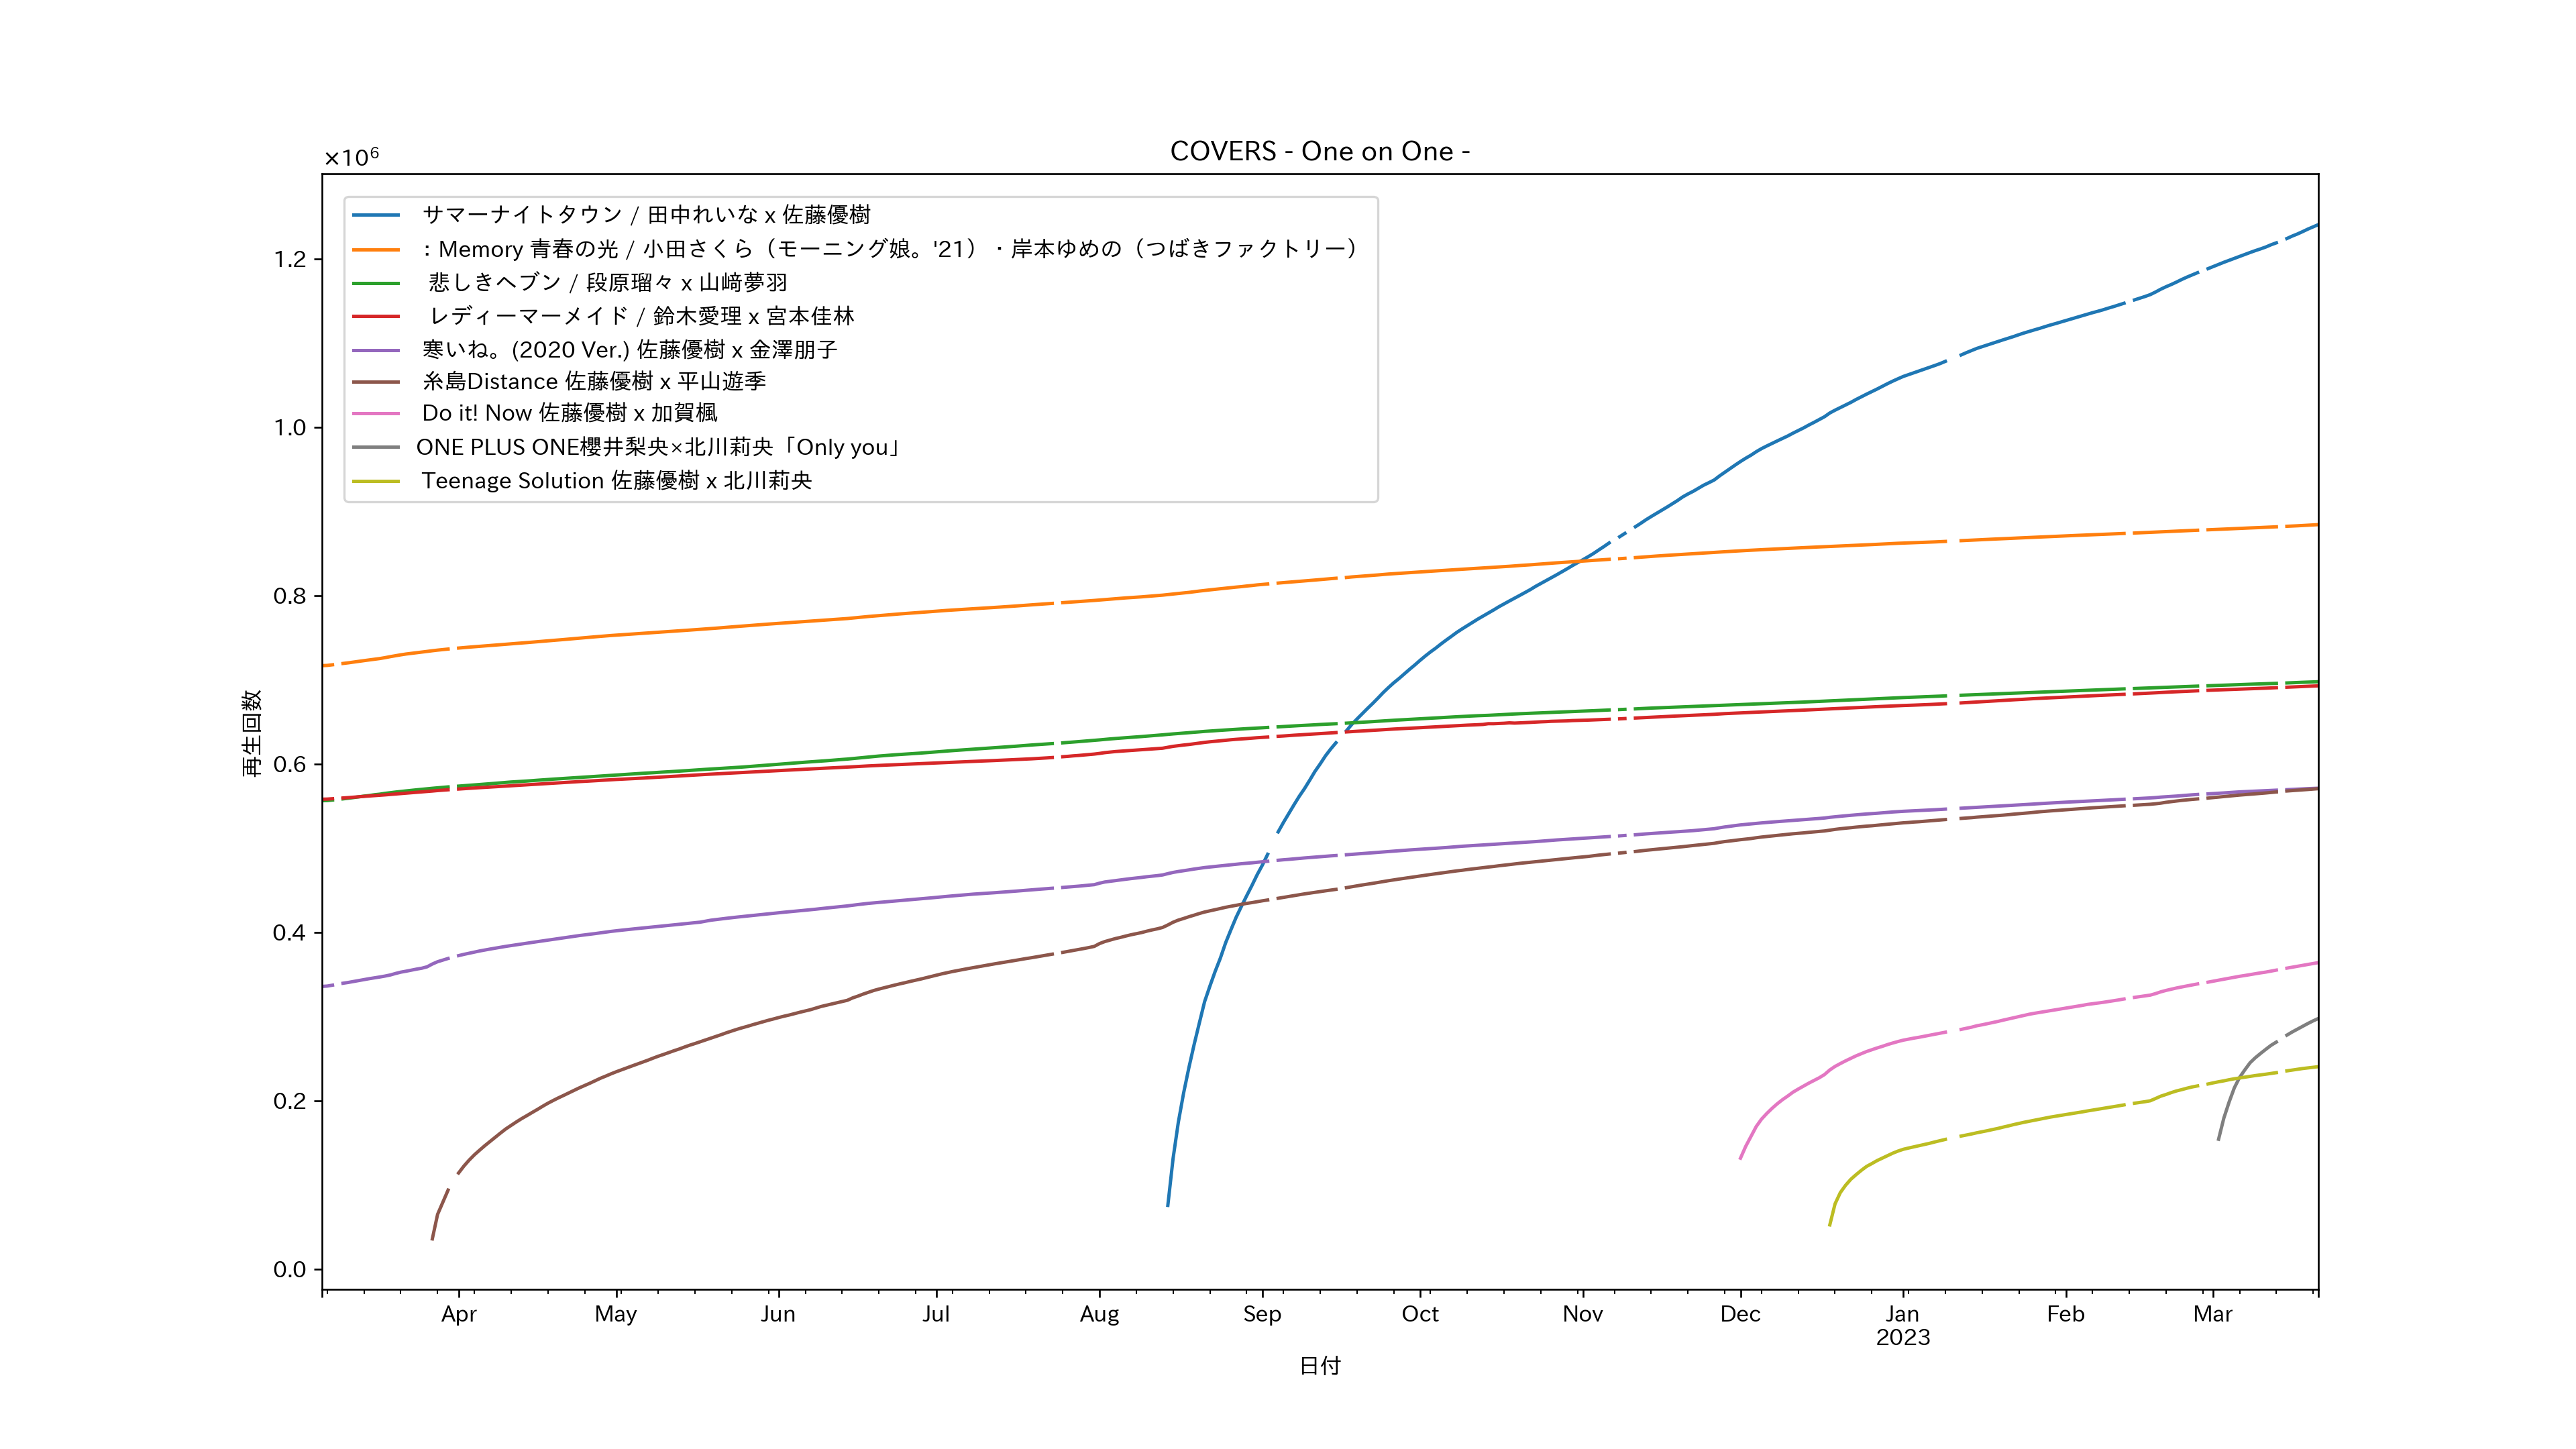 COVERS - One on One -
×10⁶
サマーナイトタウン / 田中れいな x 佐藤優樹
: Memory 青春の光 / 小田さくら（モーニング娘。'21）・岸本ゆめの（つばきファクトリー）
悲しきヘブン / 段原瑠々 x 山﨑夢羽
レディーマーメイド / 鈴木愛理 x 宮本佳林
寒いね。(2020 Ver.) 佐藤優樹 x 金澤朋子
糸島Distance 佐藤優樹 x 平山遊季
Do it! Now 佐藤優樹 x 加賀楓
ONE PLUS ONE櫻井梨央×北川莉央「Only you」
Teenage Solution 佐藤優樹 x 北川莉央
1.2
1.0
0.8
0.6
0.4
0.2
0.0
再生回数
Apr May Jun Jul Aug Sep Oct Nov Dec Jan Feb Mar
2023
日付